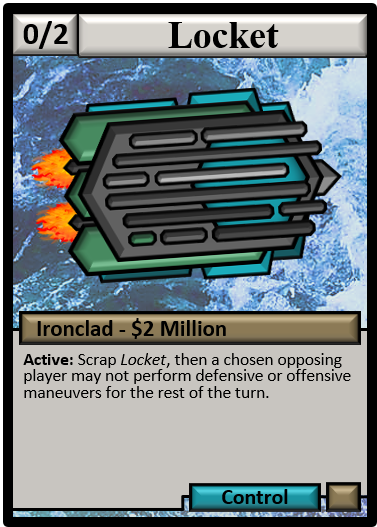 0/2
Locket
Ironclad - $2 Million
Active: Scrap Locket, then a chosen opposing
player may not perform defensive or offensive
maneuvers for the rest of the turn.
Control